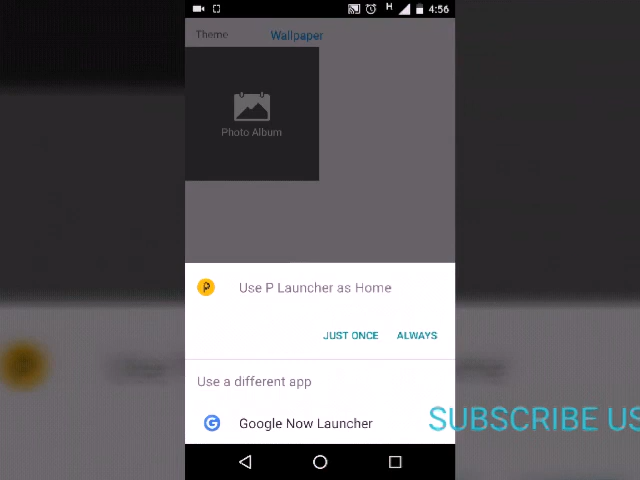 H 4:56
Theme Wallpaper
Photo Album
Use P Launcher as Home
JUST ONCE ALWAYS
Use a different app
Google Now Launcher
SUBSCRIBE US